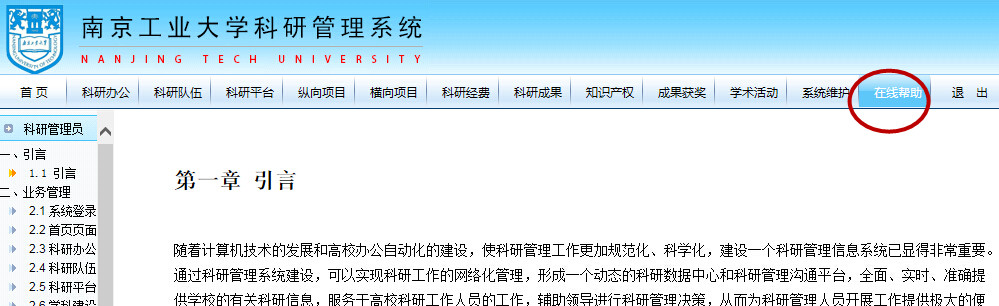 南京工业大学科研管理系统
NANJING TECH UNIVERSITY
首 页 科研办公 科研队伍 科研平台 纵向项目 横向项目 科研经费 科研成果 知识产权 成果获奖 学术活动 系统维护 在线帮助 退 出
科研管理员
一、引言
1.1 引言
二、业务管理
2.1 系统登录
2.2 首页页面
2.3 科研办公
2.4 科研队伍
2.5 科研平台
2.6 学科建设
第一章 引言
随着计算机技术的发展和高校办公自动化的建设，使科研管理工作更加规范化、科学化，建设一个科研管理信息系统已显得非常重要。
通过科研管理系统建设，可以实现科研工作的网络化管理，形成一个动态的科研数据中心和科研管理沟通平台，全面、实时、准确提
供学校的有关科研信息，服务于高校科研工作人员的工作，辅助领导进行科研管理决策，从而为科研管理人员开展工作提供极大的便